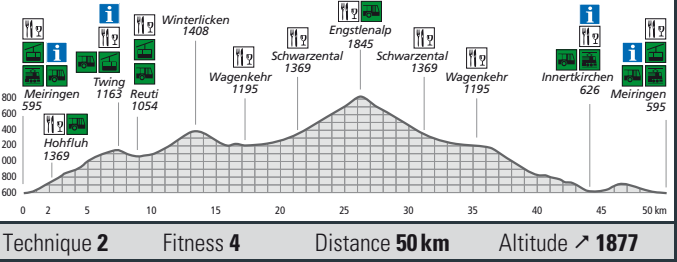 i
i
i
i
Winterlicken
1408
Engstlenalp
1845
Schwarzental
1369
Schwarzental
1369
Wagenkehr
1195
Wagenkehr
1195
Meiringen
595
Twing
1163
Reuti
1054
Innertkirchen
626
Meiringen
595
Hohfluh
1369
800
600
400
200
000
800
600
0 2 5 10 15 20 25 30 35 40 45 50 km
Technique 2 Fitness 4 Distance 50 km Altitude ↗ 1877